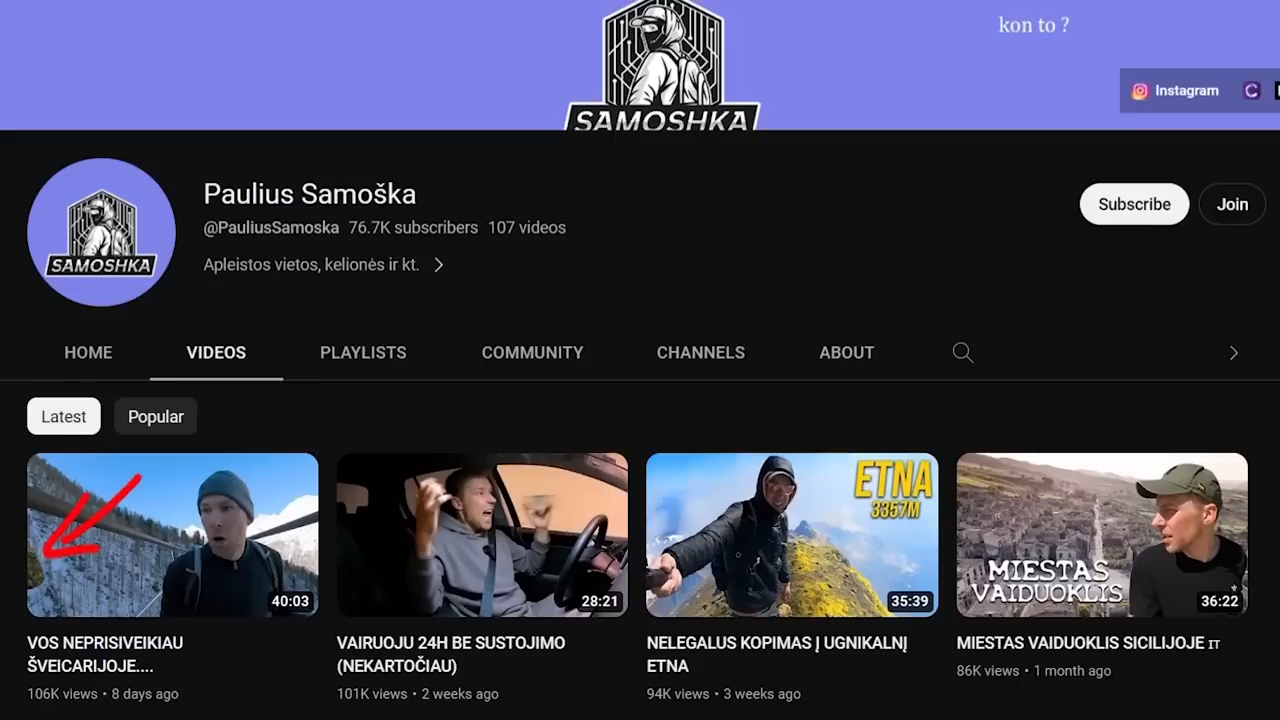 kon to ?
SAMOSHKA
Instagram
Paulius Samoška
@PauliusSamoska 76.7K subscribers 107 videos
Subscribe
Join
SAMOSHKA
Apleistos vietos, kelionės ir kt.
HOME VIDEOS PLAYLISTS COMMUNITY CHANNELS ABOUT
Latest Popular
40:03
28:21
ETNA
3357M
35:39
MIESTAS
VAIDUOKLIS
36:22
VOS NEPRISIVEIKIAU
ŠVEICARIJOJE....
106K views • 8 days ago
VAIRUOJU 24H BE SUSTOJIMO
(NEKARTOČIAU)
101K views • 2 weeks ago
NELEGALUS KOPIMAS Į UGNIKALNĮ
ETNA
94K views • 3 weeks ago
MIESTAS VAIDUOKLIS SICILIJOJE IT
86K views • 1 month ago